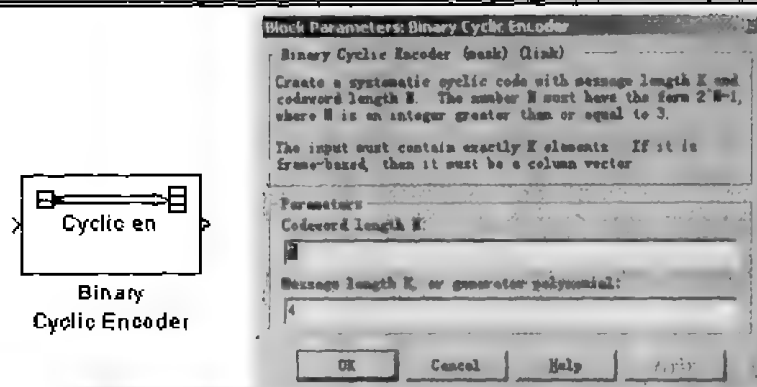 Cyclic en
Binary
Cyclic Encoder
Block Parameters: Binary Cyclic Encoder
Binary Cyclic Encoder (mask) (link)
Create a systematic cyclic code with message length K and
codeword length N. The number N must have the form 2^M-1,
where M is an integer greater than or equal to 3.
The input must contain exactly K elements If it is
frame-based, then it must be a column vector
Parameters
Codeword length N:
Message length K, or generator polynomial:
4
OK
Cancel
Help
Apply